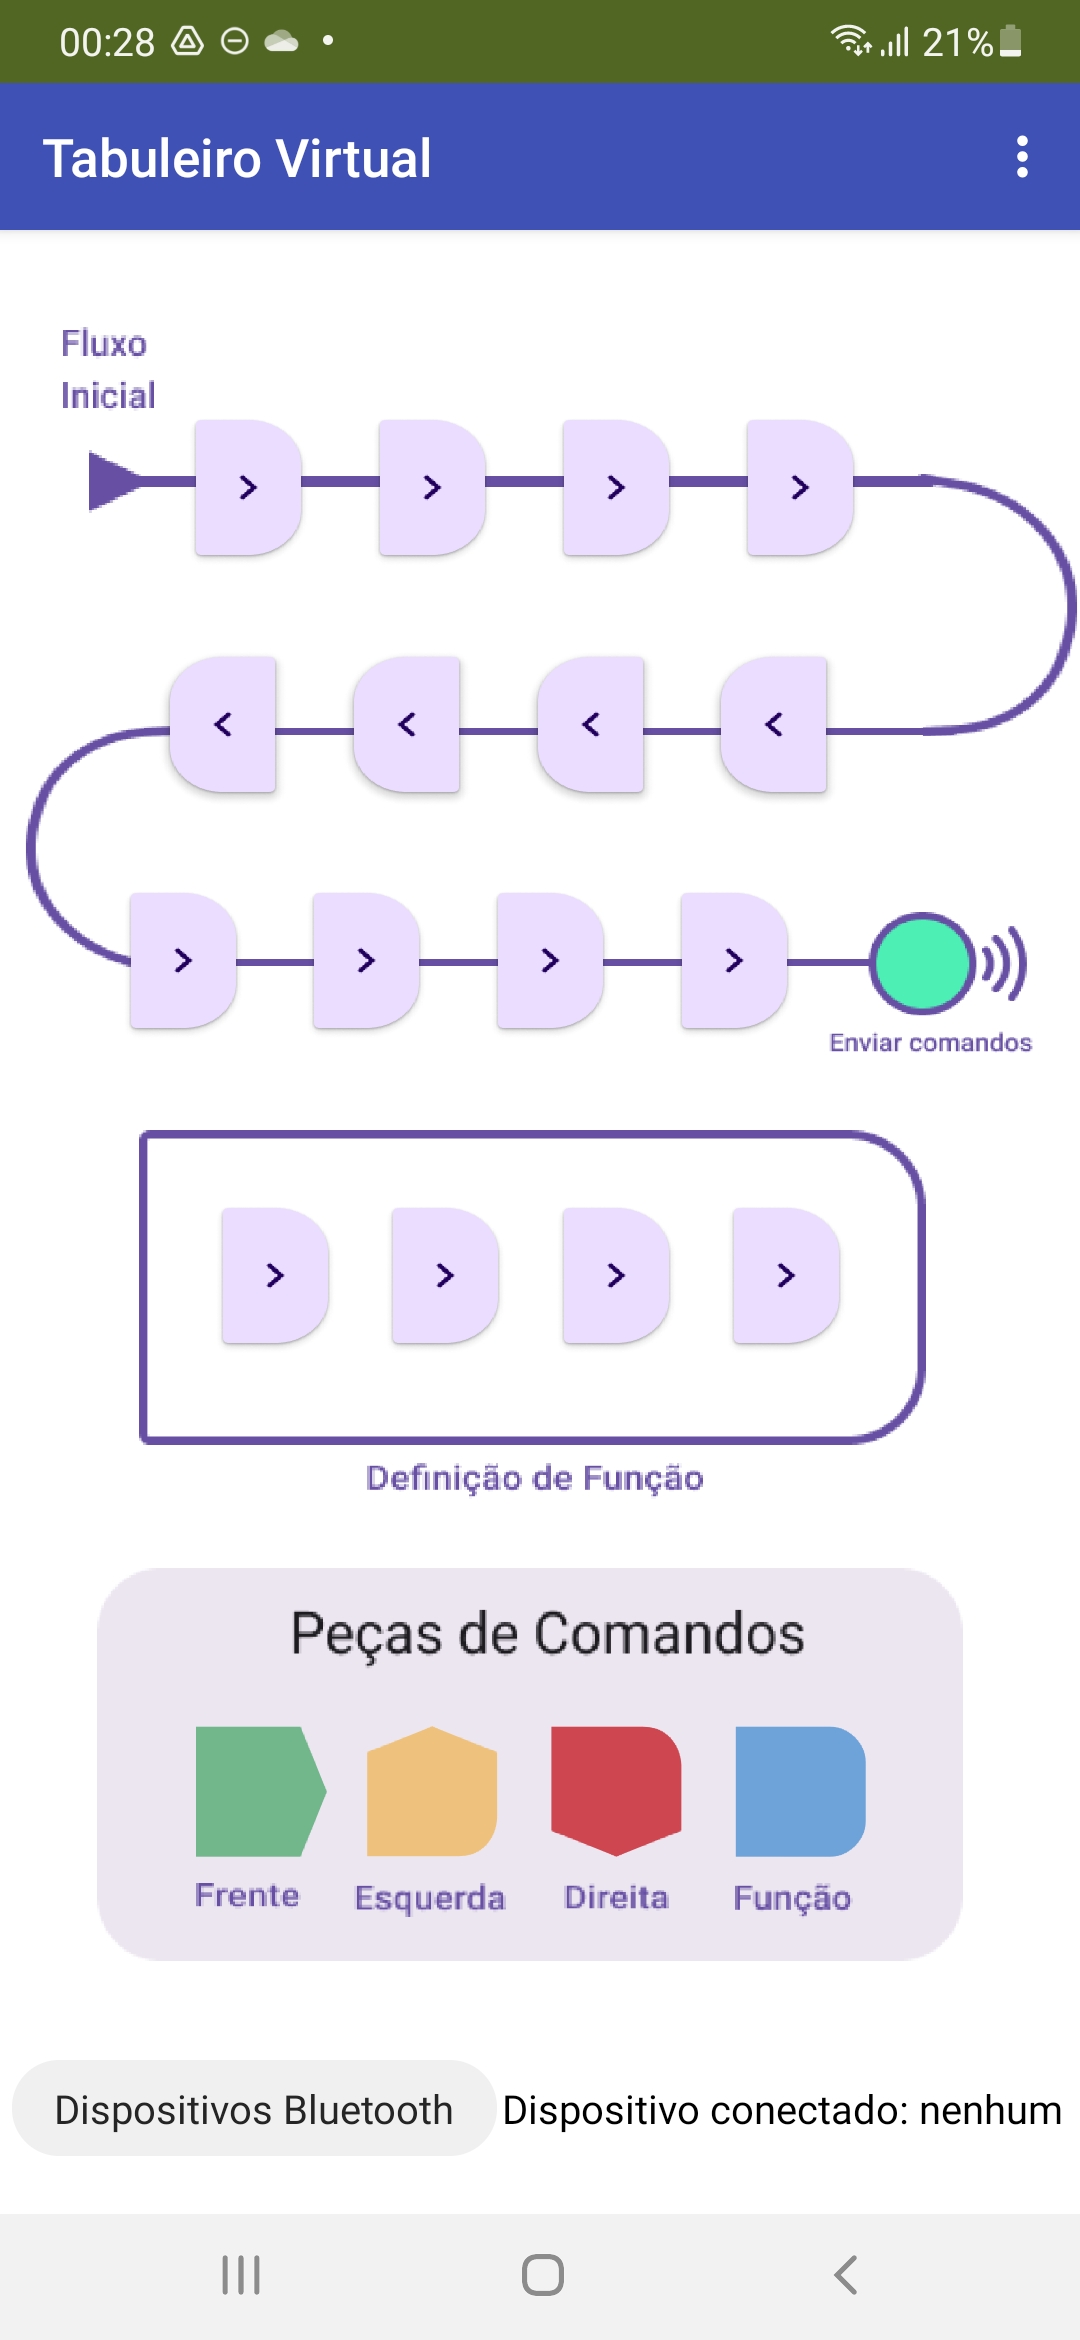 00:28
21%
Tabuleiro Virtual
Fluxo
Inicial
> > > >
< < < <
> > > >
Enviar comandos
> > > >
Definição de Função
Peças de Comandos
Frente Esquerda Direita Função
Dispositivos Bluetooth Dispositivo conectado: nenhum